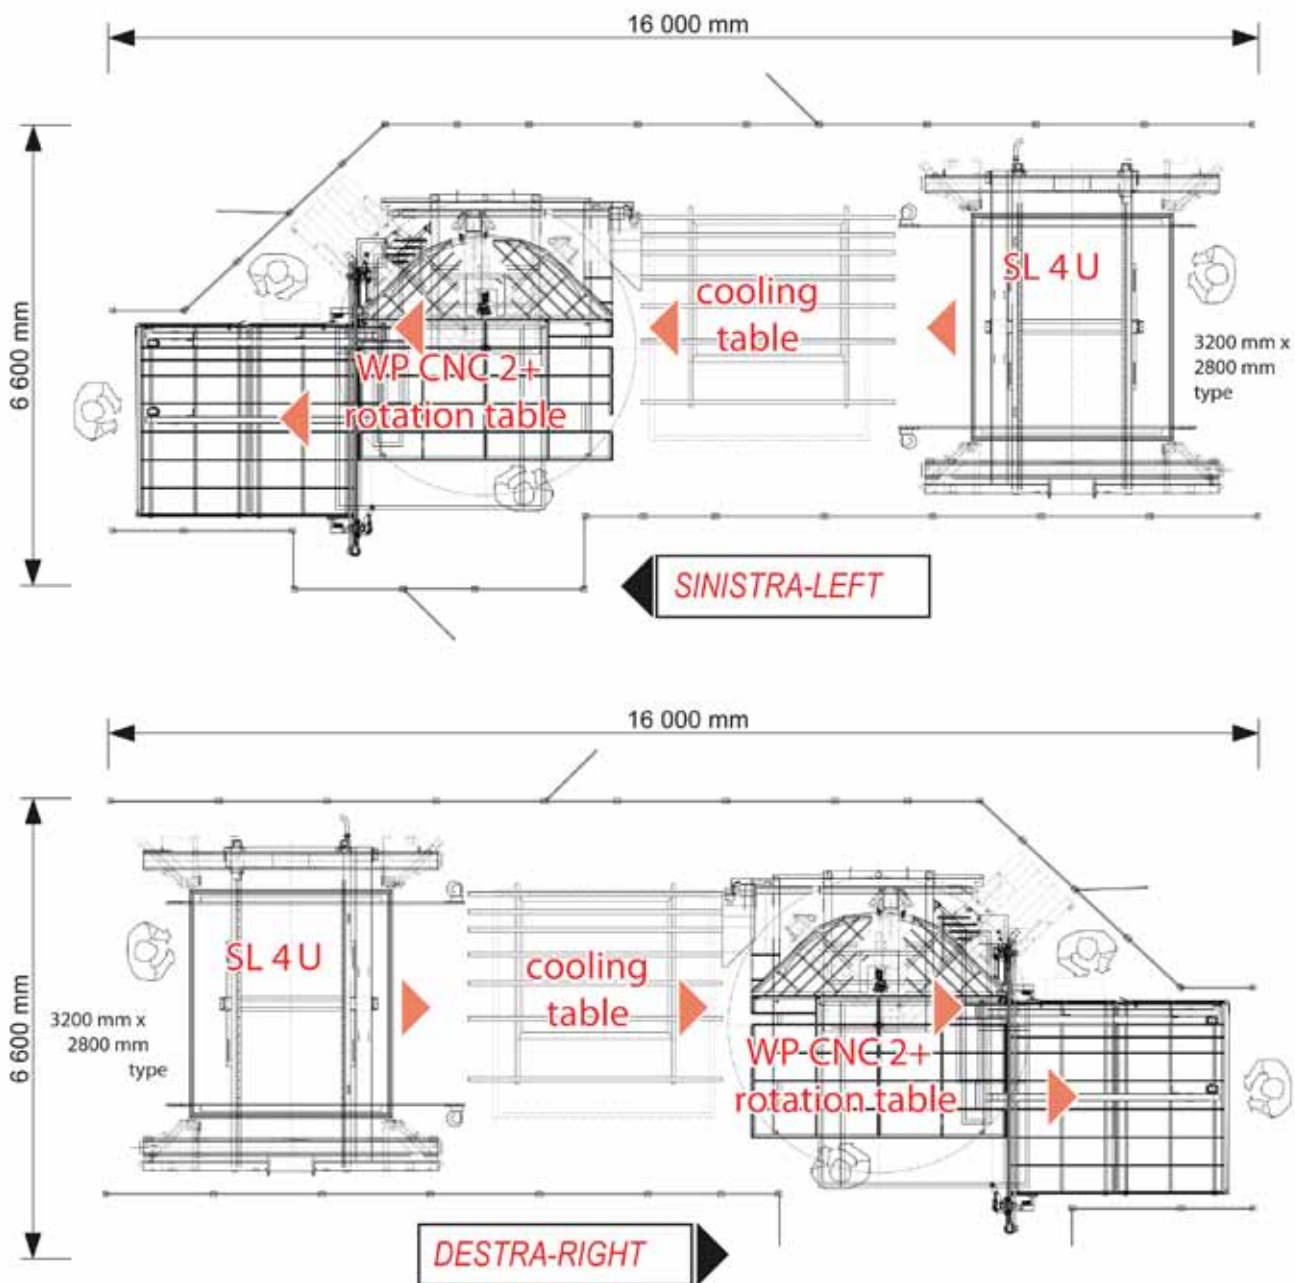 16 000 mm
6 600 mm
SL 4 U
cooling
table
WP CNC 2+
rotation table
3200 mm x
2800 mm
type
SINISTRA-LEFT
16 000 mm
6 600 mm
SL 4 U
cooling
table
3200 mm x
2800 mm
type
WP CNC 2+
rotation table
DESTRA-RIGHT